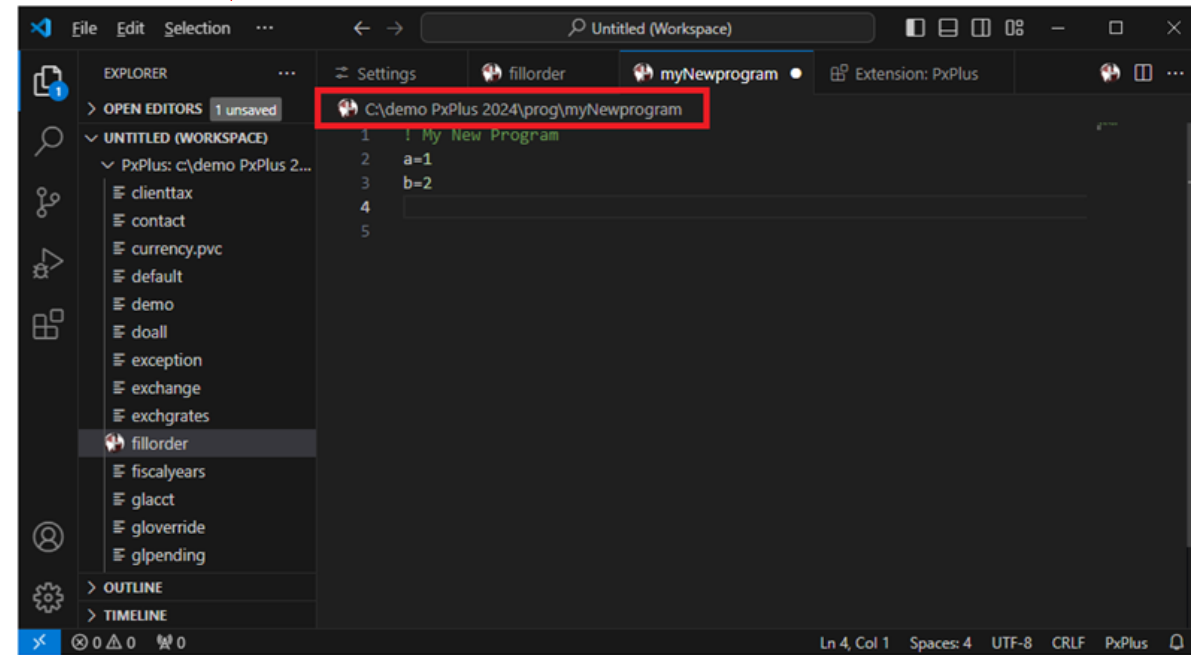 File Edit Selection ··· Untitled (Workspace)
EXPLORER ···
OPEN EDITORS 1 unsaved
UNTITLED (WORKSPACE)
PxPlus: c:\demo PxPlus 2...
clienttax
contact
currency.pvc
default
demo
doall
exception
exchange
exchgrates
fillorder
fiscalyears
glacct
gloverride
glpending
OUTLINE
TIMELINE
Settings fillorder myNewprogram Extension: PxPlus ···
C:\demo PxPlus 2024\prog\myNewprogram
1 ! My New Program
2 a=1
3 b=2
4
5
1
0 0 0 Ln 4, Col 1 Spaces: 4 UTF-8 CRLF PxPlus